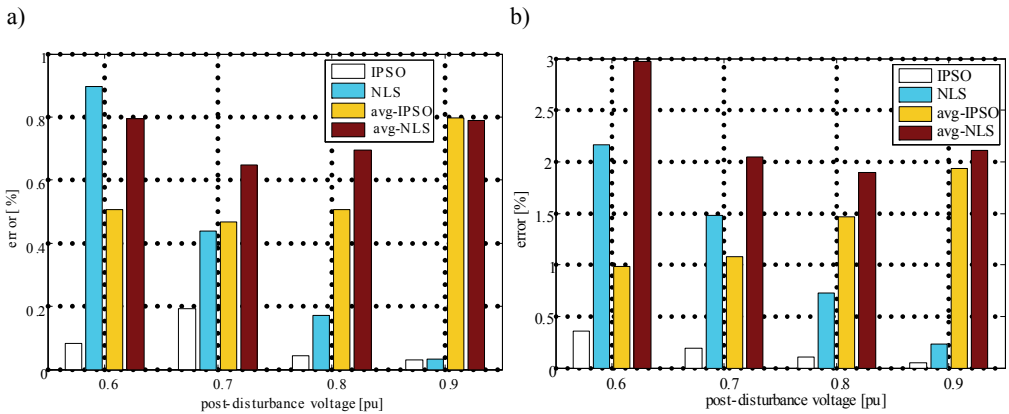 a)
1
0.8
0.6
0.4
0.2
0
error [%]
IPSO
NLS
avg-IPSO
avg-NLS
0.6 0.7 0.8 0.9
post-disturbance voltage [pu]
b)
3
2.5
2
1.5
1
0.5
0
error [%]
IPSO
NLS
avg-IPSO
avg-NLS
0.6 0.7 0.8 0.9
post-disturbance voltage [pu]